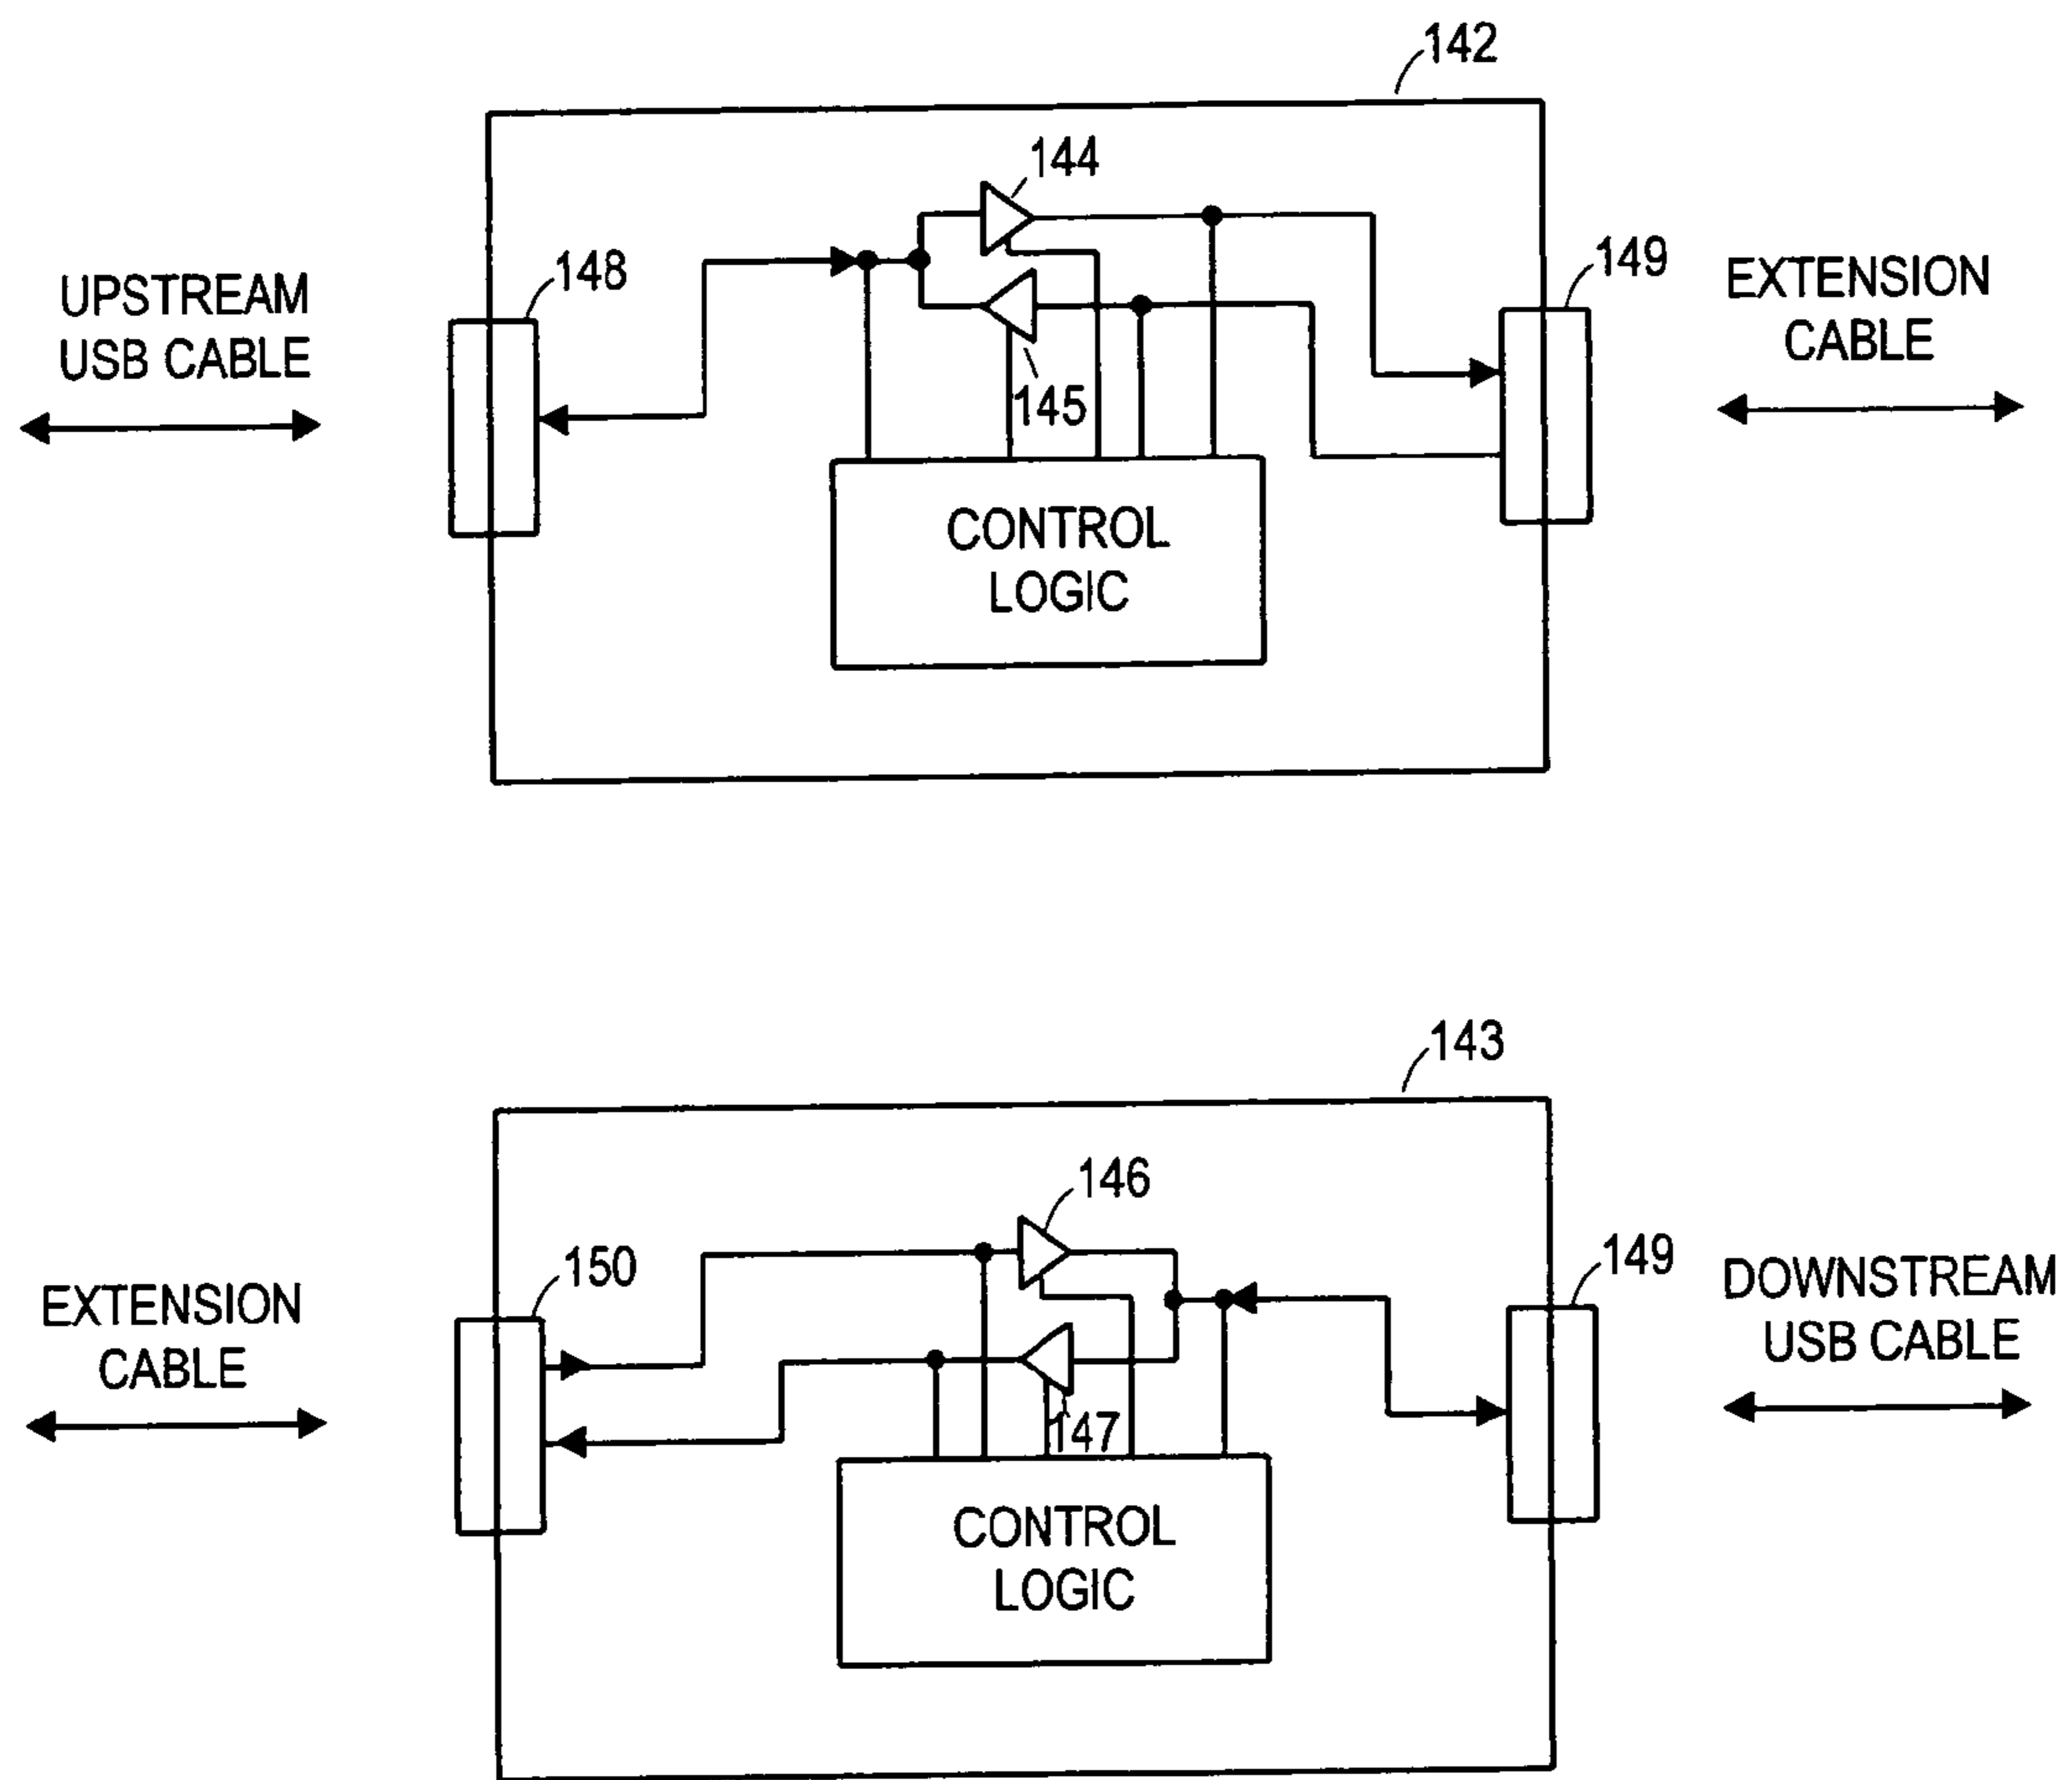 142
144
148
149
UPSTREAM
USB CABLE
EXTENSION
CABLE
145
CONTROL
LOGIC
143
146
150
149
EXTENSION
CABLE
DOWNSTREAM
USB CABLE
147
CONTROL
LOGIC